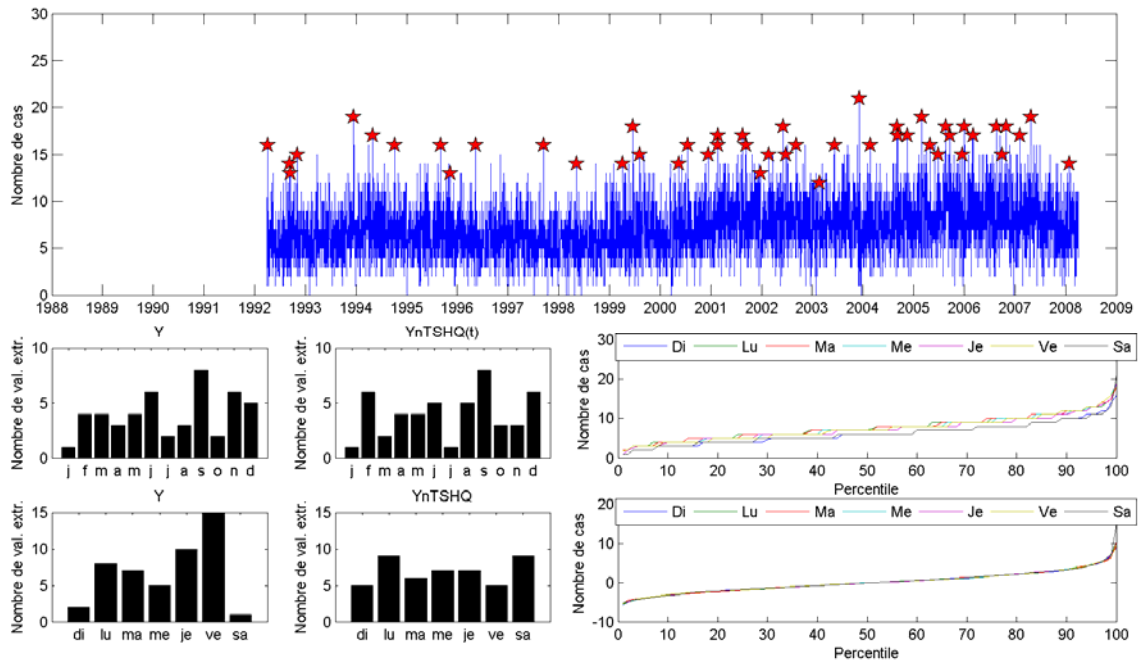 30
25
20
15
10
5
0
Nombre de cas
1988 1989 1990 1991 1992 1993 1994 1995 1996 1997 1998 1999 2000 2001 2002 2003 2004 2005 2006 2007 2008 2009
Y
10
5
0
Nombre de val. extr.
j f m a m j j a s o n d
YnTSHQ(t)
10
5
0
Nombre de val. extr.
j f m a m j j a s o n d
30
20
10
0
Nombre de cas
Di Lu Ma Me Je Ve Sa
0 10 20 30 40 50 60 70 80 90 100
Percentile
Y
15
10
5
0
Nombre de val. extr.
di lu ma me je ve sa
YnTSHQ
15
10
5
0
Nombre de val. extr.
di lu ma me je ve sa
20
10
0
-10
Nombre de cas
Di Lu Ma Me Je Ve Sa
0 10 20 30 40 50 60 70 80 90 100
Percentile